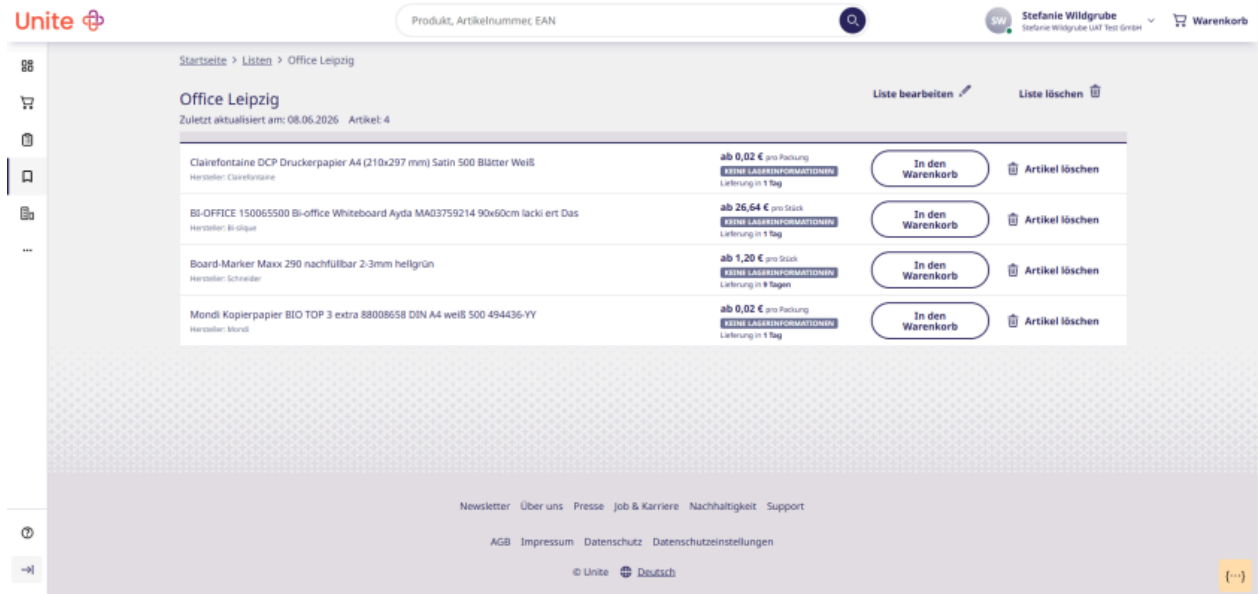 Unite
Produkt, Artikelnummer, EAN
SW
Stefanie Wildgrube
Stefanie Wildgrube UAT Test GmbH
Warenkorb
Startseite > Listen > Office Leipzig
Office Leipzig
Liste bearbeiten
Liste löschen
Zuletzt aktualisiert am: 08.06.2026 Artikel: 4
Clairefontaine DCP Druckerpapier A4 (210x297 mm) Satin 500 Blätter Weiß
Hersteller: Clairefontaine
ab 0,02 € pro Packung
KEINE LAGERINFORMATIONEN
Lieferung in 1 Tag
In den
Warenkorb
Artikel löschen
BI-OFFICE 150065500 Bi-office Whiteboard Ayda MA03759214 90x60cm lacki ert Das
Hersteller: Bi-silque
ab 26,64 € pro Stück
KEINE LAGERINFORMATIONEN
Lieferung in 1 Tag
In den
Warenkorb
Artikel löschen
Board-Marker Maxx 290 nachfüllbar 2-3mm hellgrün
Hersteller: Schneider
ab 1,20 € pro Stück
KEINE LAGERINFORMATIONEN
Lieferung in 9 Tagen
In den
Warenkorb
Artikel löschen
Mondi Kopierpapier BIO TOP 3 extra 88008658 DIN A4 weiß 500 494436-YY
Hersteller: Mondi
ab 0,02 € pro Packung
KEINE LAGERINFORMATIONEN
Lieferung in 1 Tag
In den
Warenkorb
Artikel löschen
Newsletter Über uns Presse Job & Karriere Nachhaltigkeit Support
AGB Impressum Datenschutz Datenschutzeinstellungen
© Unite Deutsch
{···}